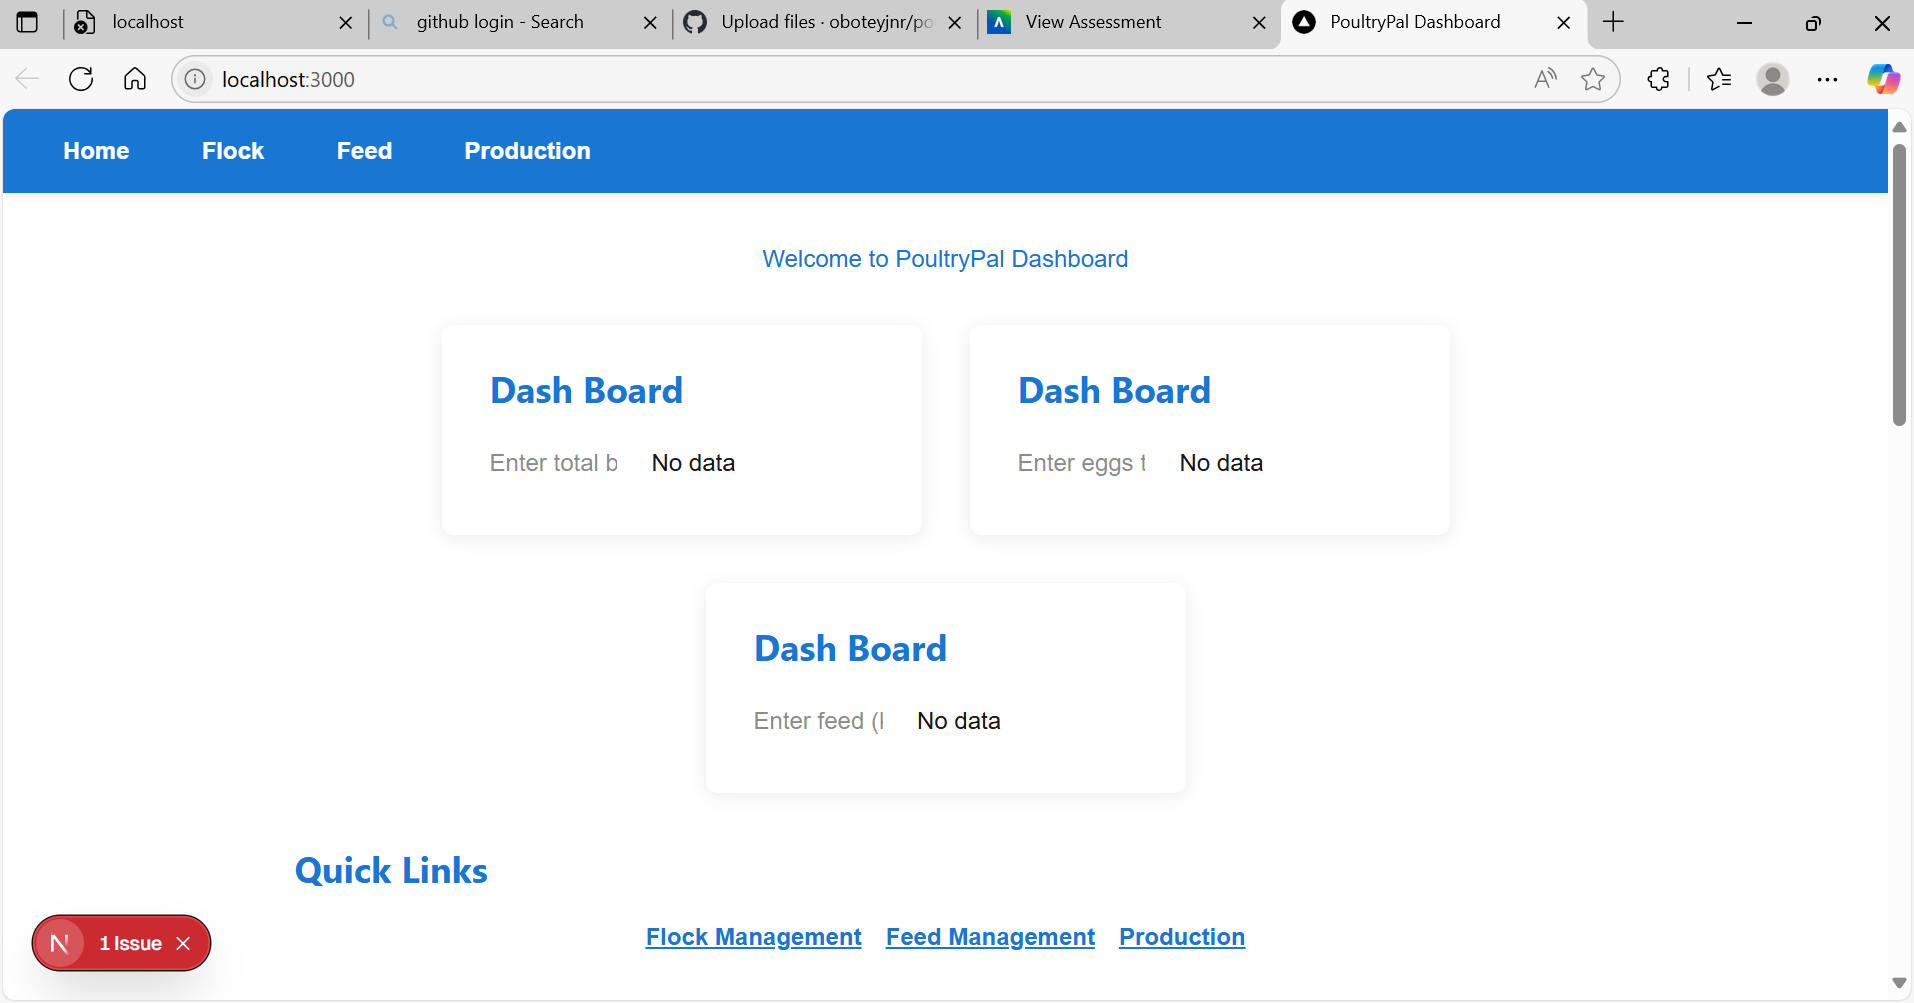 localhost
github login - Search
Upload files · oboteyjnr/po
View Assessment
PoultryPal Dashboard
localhost:3000
Home Flock Feed Production
Welcome to PoultryPal Dashboard
Dash Board Dash Board
Enter total b No data Enter eggs t No data
Dash Board
Enter feed ( No data
Quick Links
Flock Management Feed Management Production
N 1 Issue